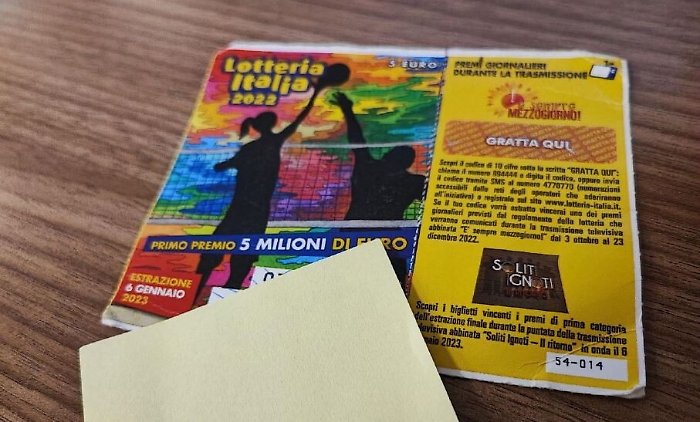 Lotteria
Italia
2022
5 EURO
PRIMO PREMIO 5 MILIONI DI EURO
ESTRAZIONE
6 GENNAIO
2023
PREMI GIORNALIERI
DURANTE LA TRASMISSIONE
è sempre
MEZZOGIORNO!
GRATTA QUI
Scopri il codice di 10 cifre sotto la scritta "GRATTA QUI":
chiama il numero 894444 e digita il codice, oppure invia
il codice tramite SMS al numero 4770770 (numerazioni
accessibili dalle reti degli operatori che aderiranno
all'iniziativa) o registralo sul sito www.lotteria-italia.it.
Se il tuo codice verrà estratto vincerai uno dei premi
giornalieri previsti dal regolamento della lotteria che
verranno comunicati durante la trasmissione televisiva
abbinata "E' sempre mezzogiorno!" dal 3 ottobre al 23
dicembre 2022.
SOLITI
IGNOTI
Scopri i biglietti vincenti i premi di prima categoria
dell'estrazione finale durante la puntata della trasmissione
televisiva abbinata "Soliti Ignoti – Il ritorno" in onda il 6
gennaio 2023.
54-014